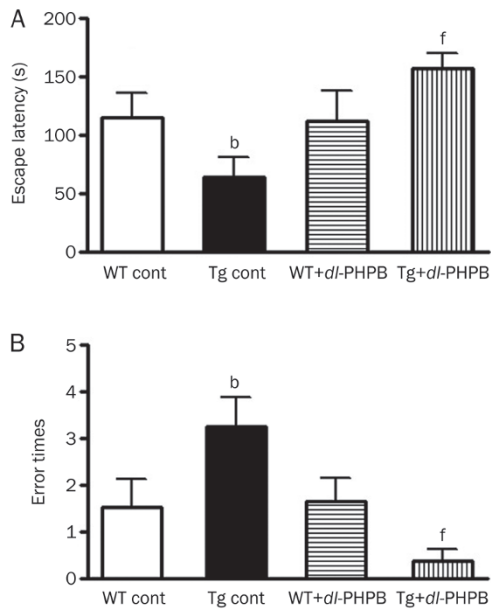 A
200
150
100
50
0
Escape latency (s)
b
f
WT cont Tg cont WT+dl-PHPB Tg+dl-PHPB
B
5
4
3
2
1
0
Error times
b
f
WT cont Tg cont WT+dl-PHPB Tg+dl-PHPB